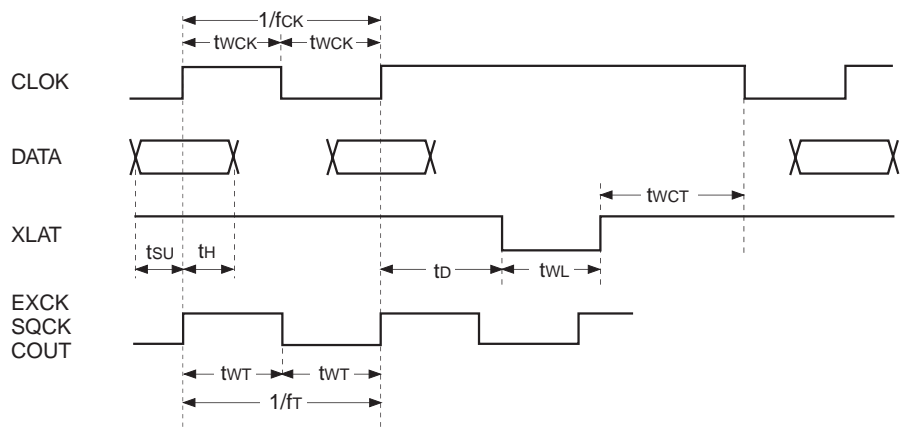 1/fCK
tWCK tWCK
CLOK
DATA
tWCT
XLAT
tSU tH
tD tWL
EXCK
SQCK
COUT
tWT tWT
1/fT